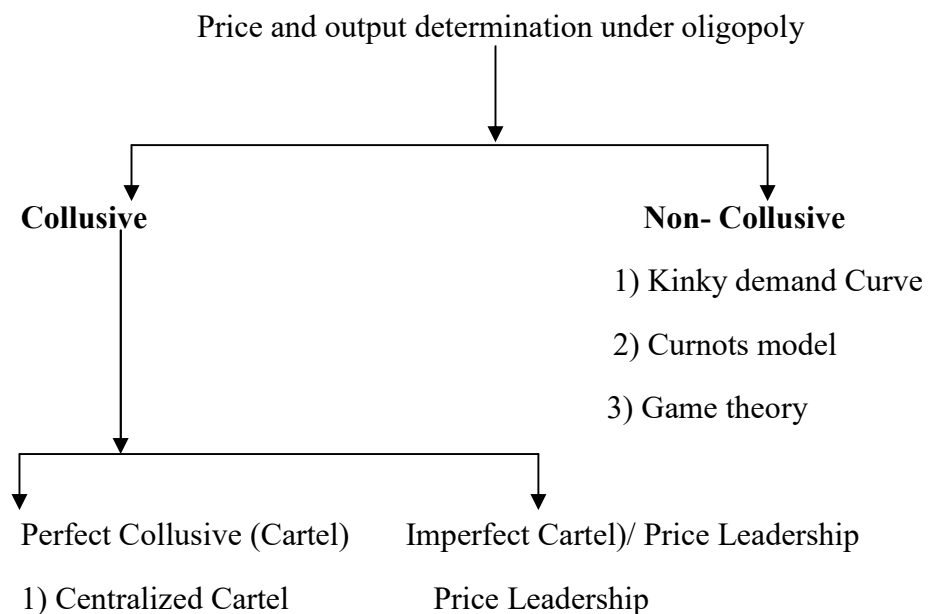 Price and output determination under oligopoly
Collusive
Non- Collusive
1) Kinky demand Curve
2) Curnots model
3) Game theory
Perfect Collusive (Cartel)
Imperfect Cartel)/ Price Leadership
1) Centralized Cartel
Price Leadership